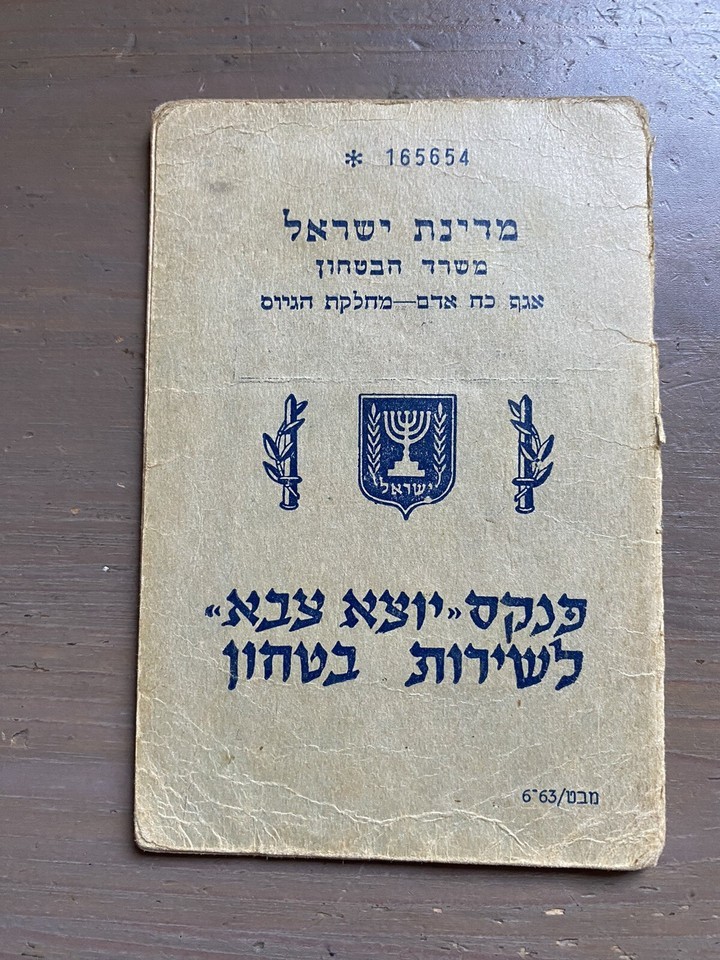 * 165654
מדינת ישראל
משרד הבטחון
אגף כח אדם—מחלקת הגיוס
ישראל
פנקס «יוצא צבא»
לשירות בטחון
מבט/63־6